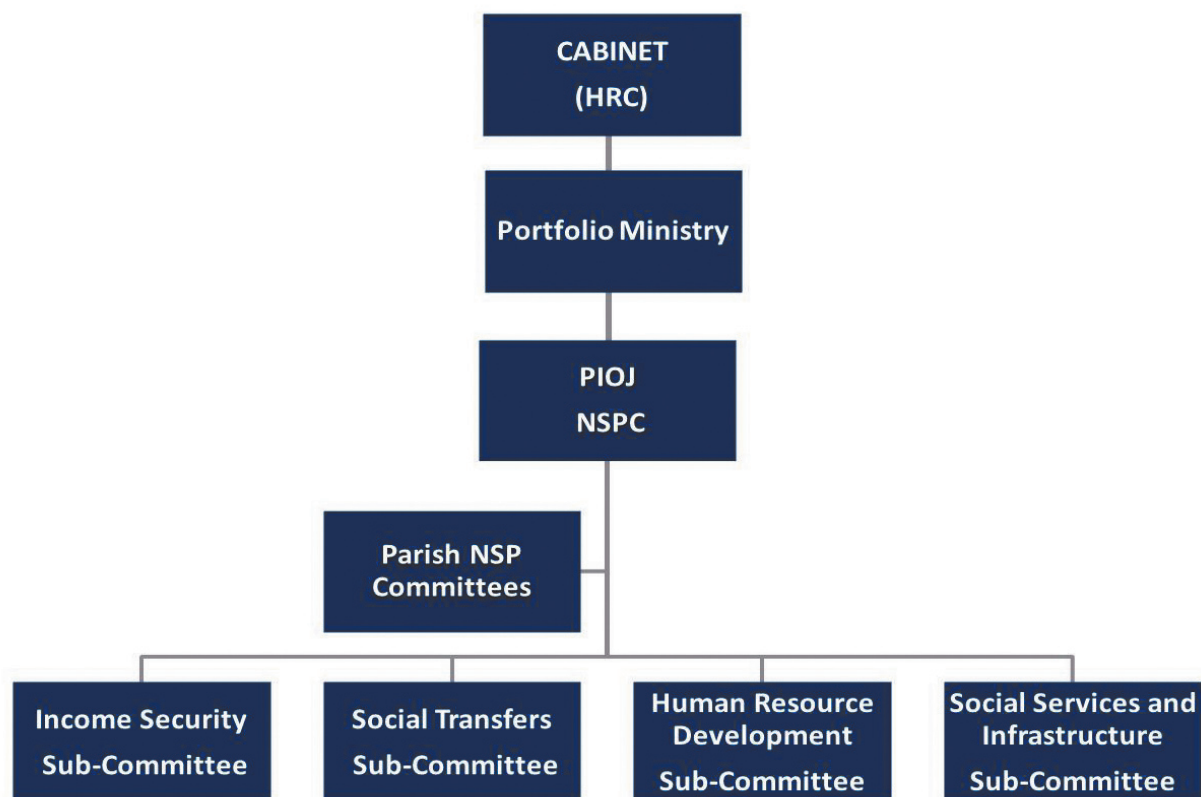 CABINET
(HRC)
Portfolio Ministry
PIOJ
NSPC
Parish NSP
Committees
Income Security
Sub-Committee
Social Transfers
Sub-Committee
Human Resource
Development
Sub-Committee
Social Services and
Infrastructure
Sub-Committee